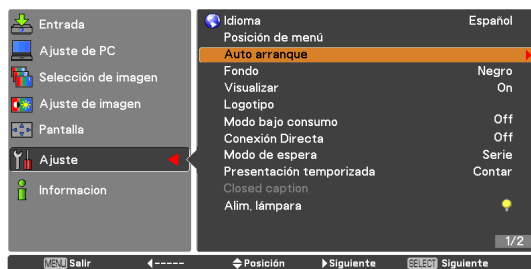 Entrada
Ajuste de PC
Selección de imagen
Ajuste de imagen
Pantalla
Ajuste
Informacion
Idioma Español
Posición de menú
Auto arranque
Fondo Negro
Visualizar On
Logotipo
Modo bajo consumo Off
Conexión Directa Off
Modo de espera Serie
Presentación temporizada Contar
Closed caption
Alim. lámpara
1/2
MENU Salir ◄----- Posición Siguiente SELECT Siguiente